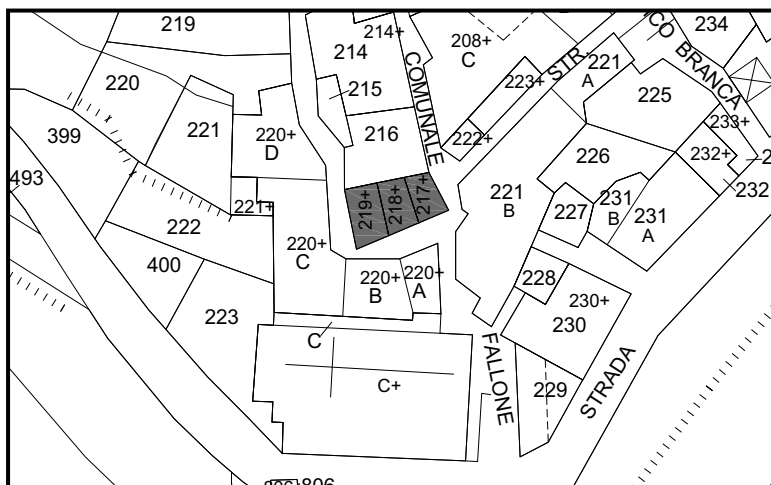 219
214+
208+
C
234
CO BRANCA
214
COMUNALE
STR.
221
A
220
215
223+
225
399
221
220+
D
216
222+
233+
226
232+
493
221+
219+
218+
217+
221
B
227
231
B
231
A
232
222
220+
C
400
220+
B
220+
A
228
230+
230
223
C
FALLONE
C+
229
STRADA
806